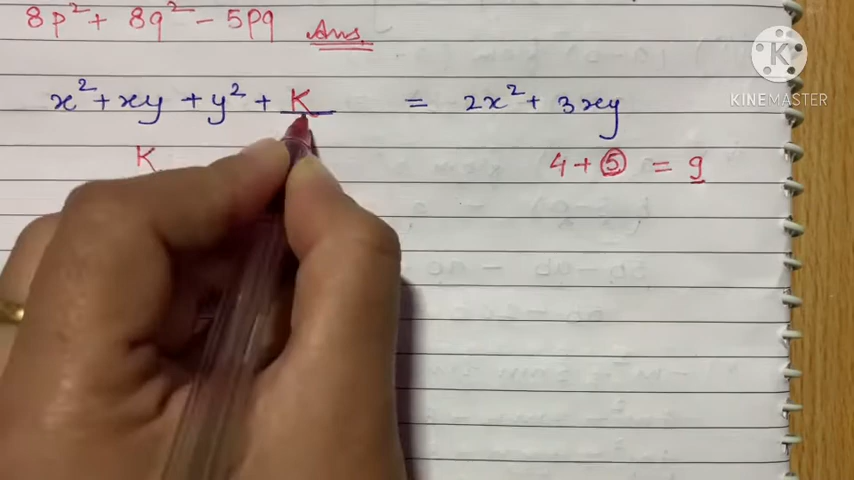 8p² + 8q² - 5pq Ans.
x² + xy + y² + K = 2x² + 3xy
K 4 + 5 = 9
K
KINEMASTER